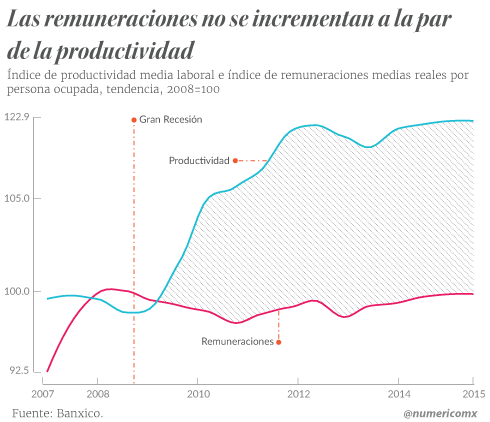 Las remuneraciones no se incrementan a la par
de la productividad
Índice de productividad media laboral e índice de remuneraciones medias reales por
persona ocupada, tendencia, 2008=100
122.9
Gran Recesión
Productividad
105.0
100.0
Remuneraciones
92.5
2007 2008 2010 2012 2014 2015
Fuente: Banxico.
@numericomx